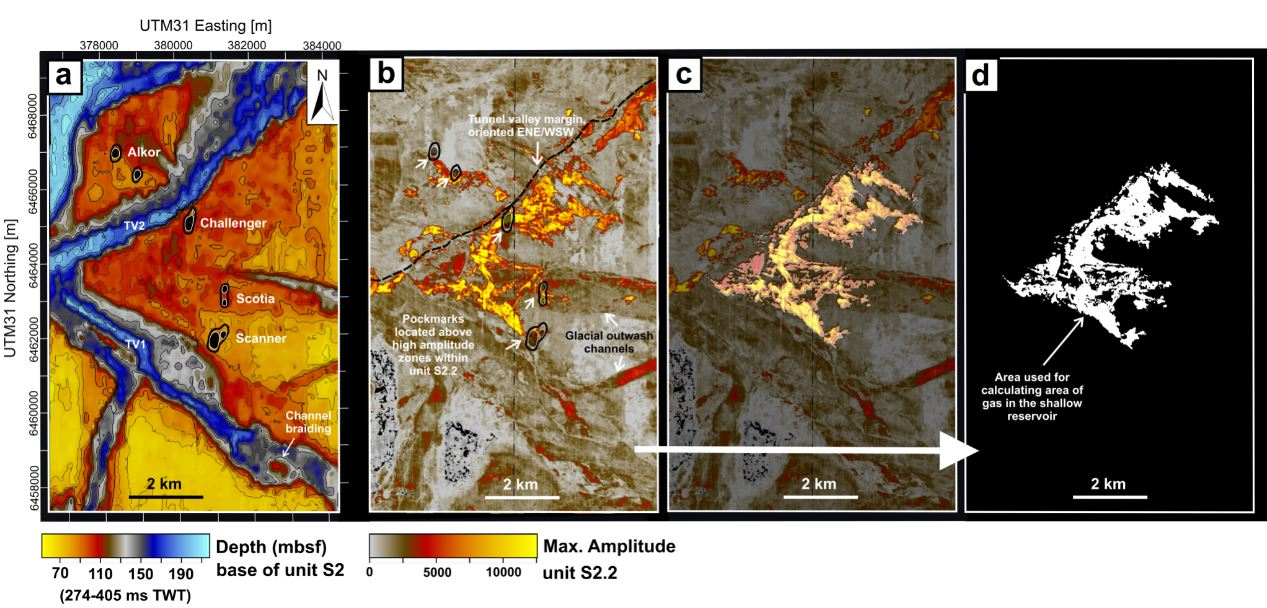 UTM31 Easting [m]
378000 380000 382000 384000
UTM31 Northing [m]
6468000
6466000
6464000
6462000
6460000
6458000
a
N
Alkor
Challenger
TV2
Scotia
Scanner
TV1
Channel
braiding
2 km
b
Tunnel valley margin,
oriented ENE/WSW
Pockmarks
located above
high amplitude
zones within
unit S2.2
Glacial outwash
channels
2 km
c
2 km
d
Area used for
calculating area of
gas in the shallow
reservoir
2 km
70 110 150 190
Depth (mbsf)
base of unit S2
(274-405 ms TWT)
0 5000 10000
Max. Amplitude
unit S2.2